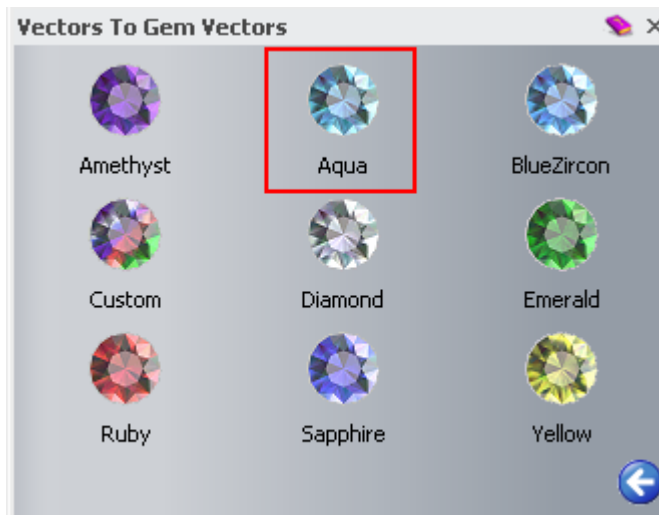 Vectors To Gem Vectors
Amethyst Aqua BlueZircon
Custom Diamond Emerald
Ruby Sapphire Yellow